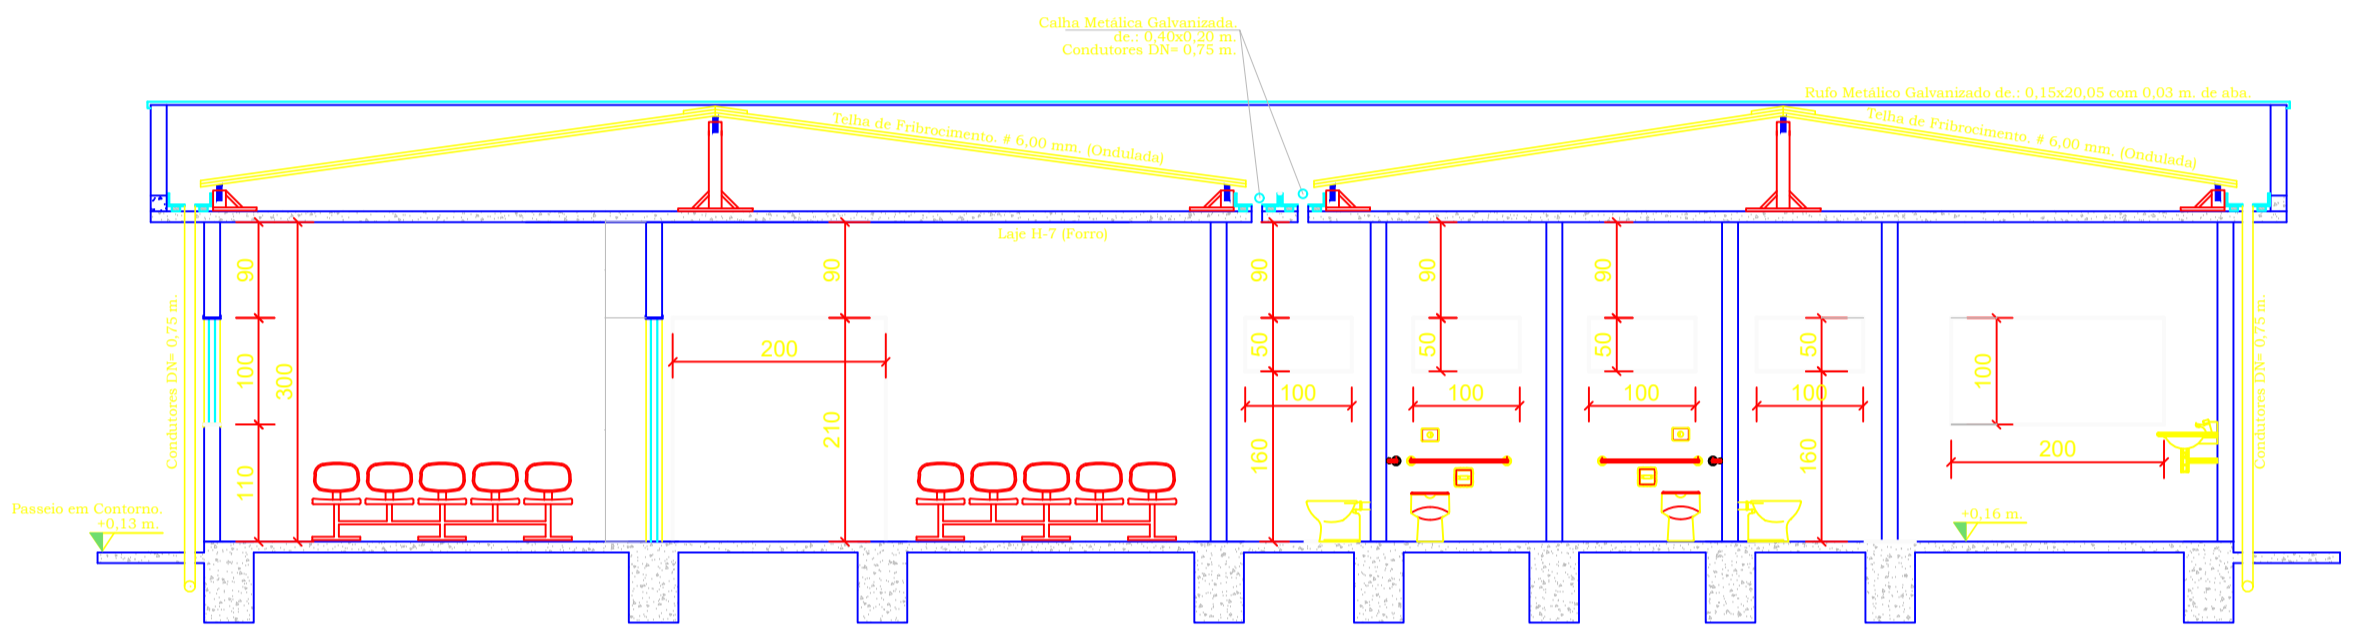 Calha Metálica Galvanizada.
de.: 0,40x0,20 m.
Condutores DN= 0,75 m.
Rufo Metálico Galvanizado de.: 0,15x20,05 com 0,03 m. de aba.
Telha de Fribracimento. # 6,00 mm. (Ondulada)
Telha de Fribrocimento. # 6,00 mm. (Ondulada)
Laje H-7 (Forro)
Condutores DN= 0,75 m.
90
100
110
300
200
90
210
90
50
160
100
90
50
100
90
50
100
50
100
160
100
200
Condutores DN= 0,75 m.
Passeio em Contorno.
+0,13 m.
+0,16 m.